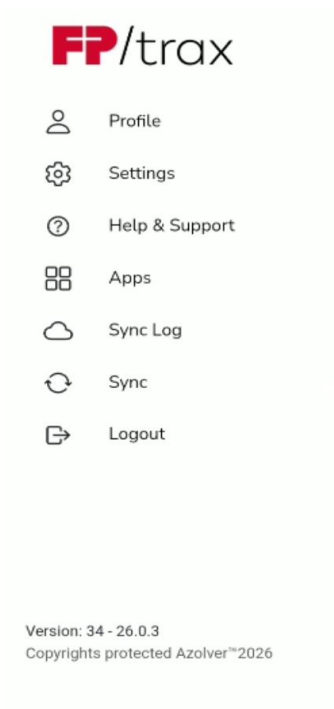 FP/trax
Profile
Settings
Help & Support
Apps
Sync Log
Sync
Logout
Version: 34 - 26.0.3
Copyrights protected Azolver™2026